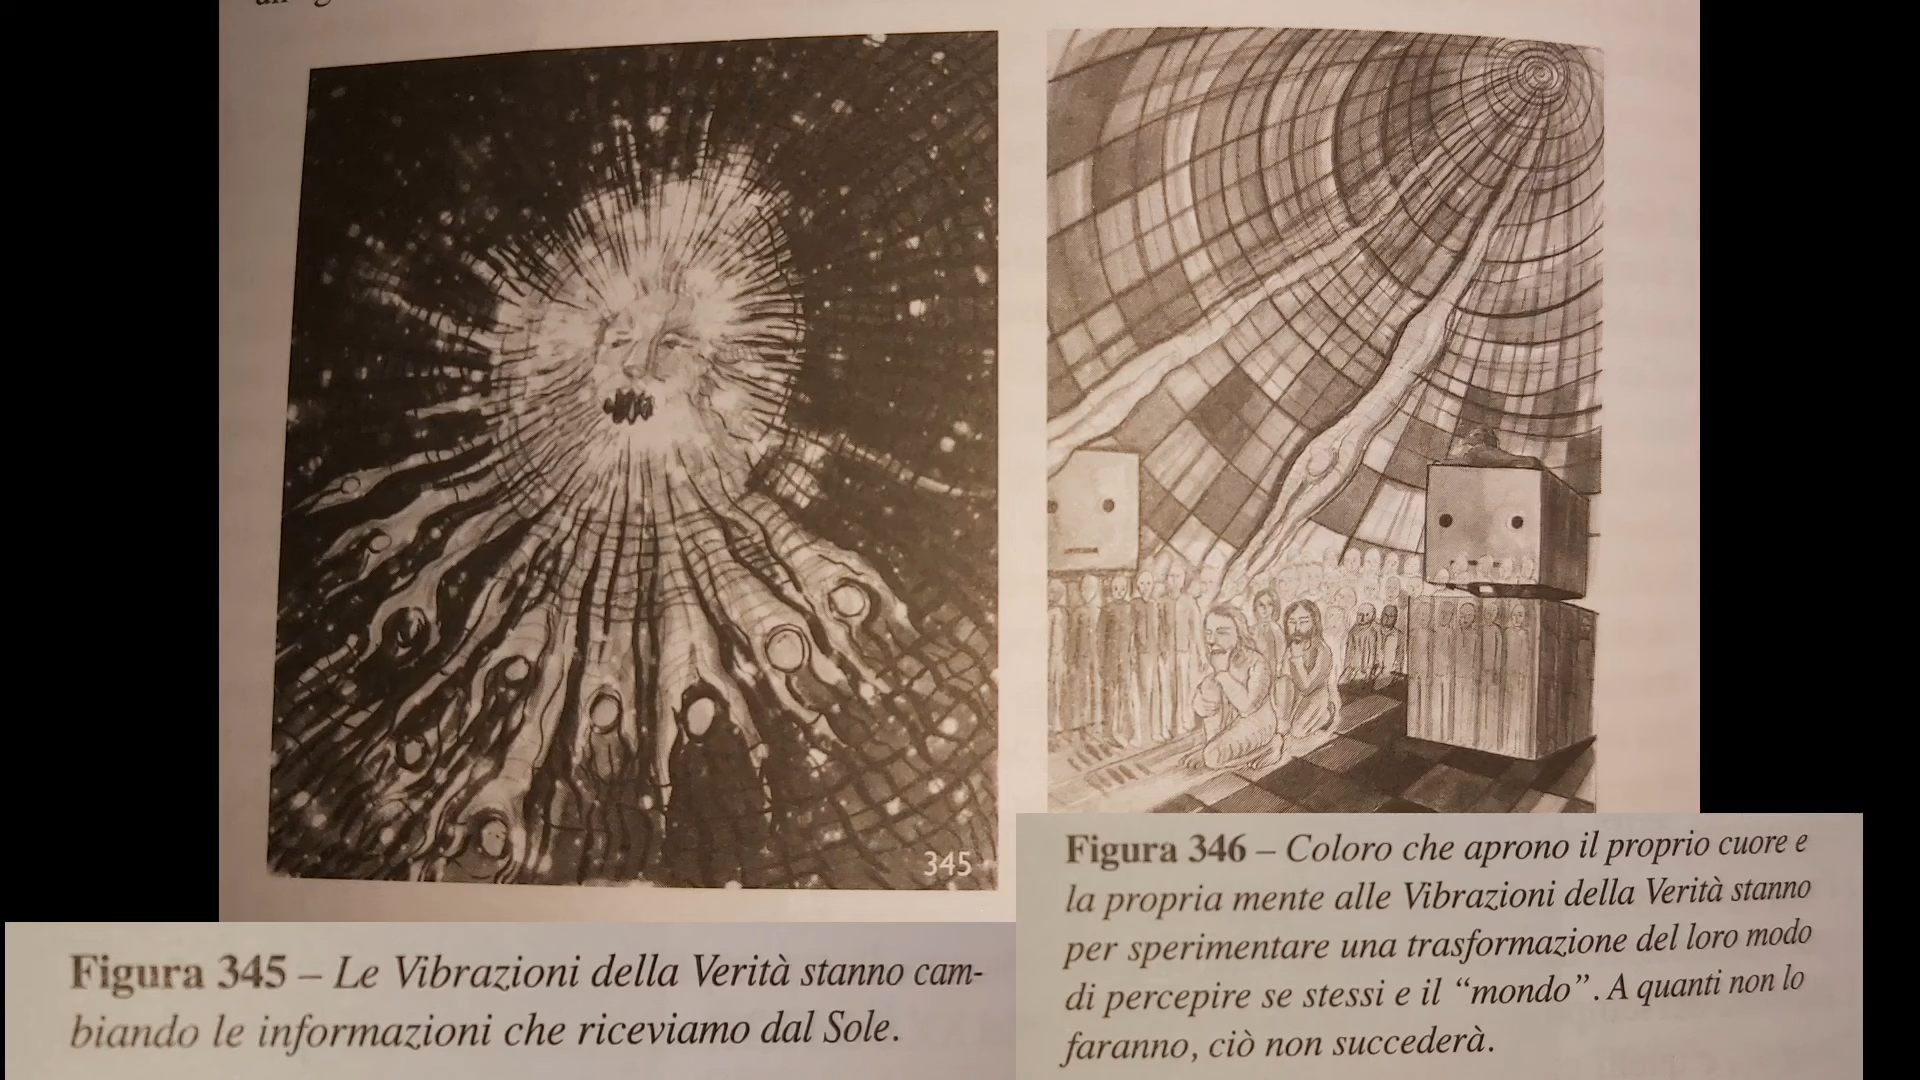 345
Figura 345 – Le Vibrazioni della Verità stanno cam-
biando le informazioni che riceviamo dal Sole.
Figura 346 – Coloro che aprono il proprio cuore e
la propria mente alle Vibrazioni della Verità stanno
per sperimentare una trasformazione del loro modo
di percepire se stessi e il “mondo”. A quanti non lo
faranno, ciò non succederà.